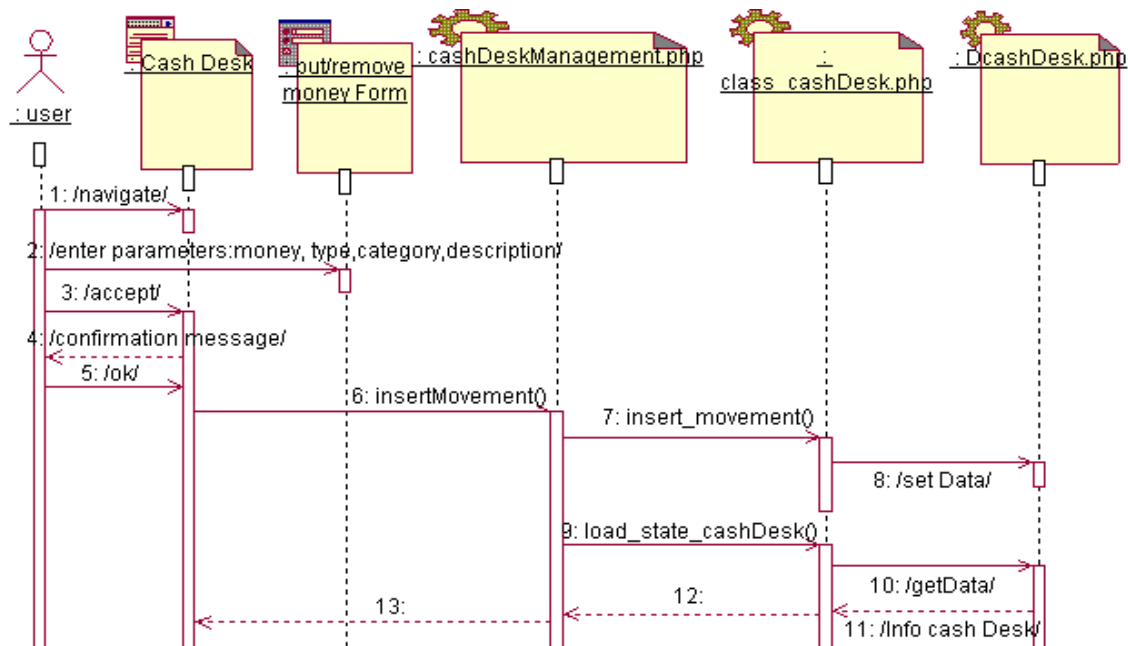 : user
: Cash Desk
: put/remove
money Form
: cashDeskManagement.php
:
class_cashDesk.php
: DcashDesk.php
1: /navigate/
2: /enter parameters:money, type,category,description/
3: /accept/
4: /confirmation message/
5: /ok/
6: insertMovement()
7: insert_movement()
8: /set Data/
9: load_state_cashDesk()
10: /getData/
11: /Info cash Desk/
12:
13: